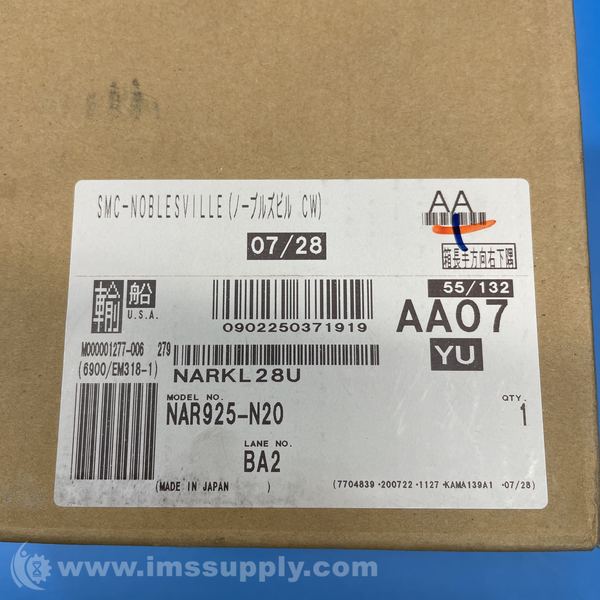 SMC-NOBLESVILLE(ノーブルズビル CW)
07/28
AA
箱長手方向右下隅
55/132
輸 船
U.S.A.
0902250371919
AA07
YU
M000001277-006 279
(6900/EM318-1)
NARKL28U
MODEL NO.
NAR925-N20
QTY.
1
LANE NO.
BA2
(MADE IN JAPAN )
(7704839・200722・1127・KAMA139A1 ・07/28)
© www.imssupply.com